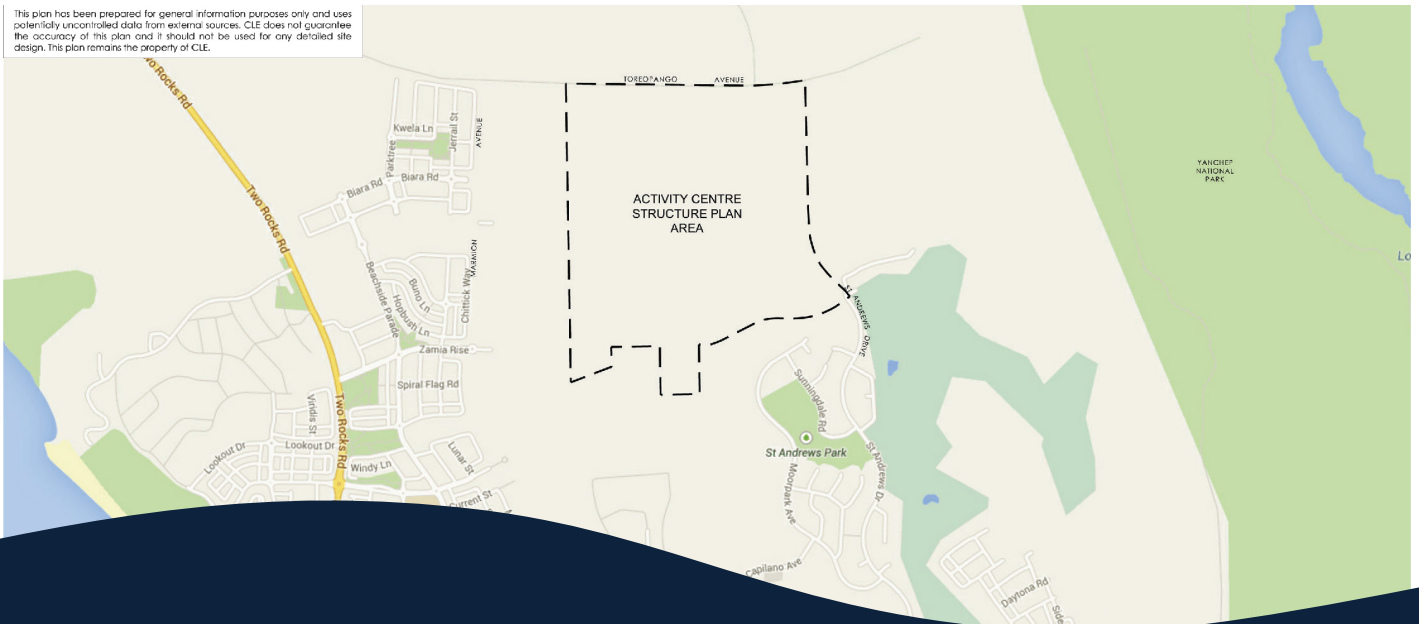 This plan has been prepared for general information purposes only and uses
potentially uncontrolled data from external sources. CLE does not guarantee
the accuracy of this plan and it should not be used for any detailed site
design. This plan remains the property of CLE.
Two Rocks Rd
TOREOPANGO AVENUE
Kwela Ln
Jerrail St
AVENUE
Parktree
Biara Rd
Biara Rd
Two Rocks Rd
ACTIVITY CENTRE
STRUCTURE PLAN
AREA
YANCHEP
NATIONAL
PARK
MARMION
Lo
Beachside Parade
Buno Ln
Hopbush Ln
Chittick Way
ST ANDREWS DRIVE
Zamia Rise
Spiral Flag Rd
Sunningdale Rd
Viridis St
Two Rocks Rd
Lookout Dr
Lookout Dr
Windy Ln
Lunar St
St Andrews Park
St Andrews Dr
Moorpark Ave
Current St
Capilano Ave
Daytona Rd
Side